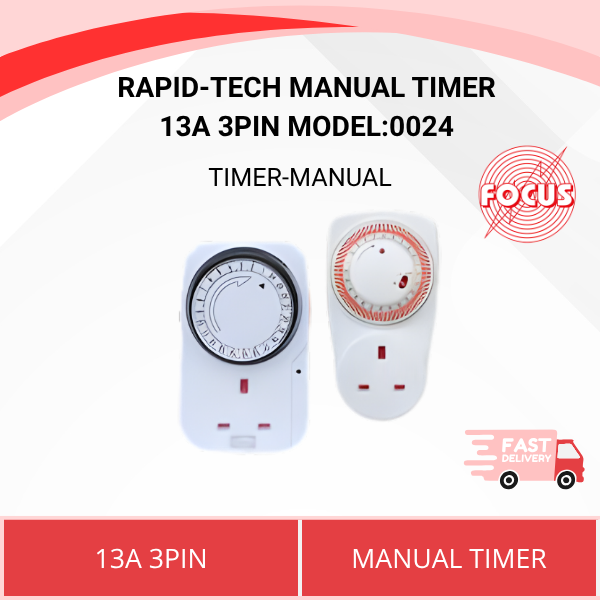 RAPID-TECH MANUAL TIMER
13A 3PIN MODEL:0024
TIMER-MANUAL
FOCUS
FAST
DELIVERY
13A 3PIN
MANUAL TIMER